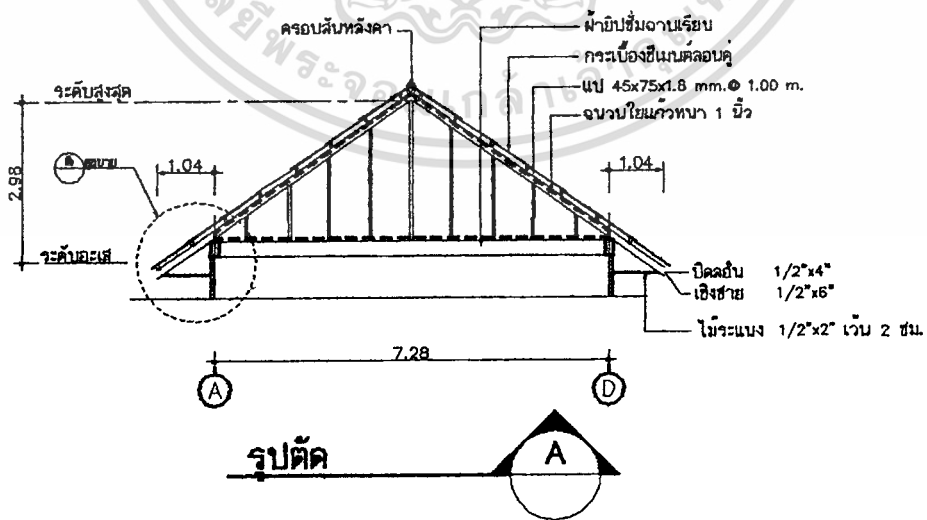 ครอบสันหลังคา
ฝ้ายิปซั่มฉาบเรียบ
กระเบื้องซีเมนต์ลอนคู่
ระดับสูงสุด
แป 45x75x1.8 mm.@ 1.00 m.
ฉนวนใยแก้วหนา 1 นิ้ว
ขยาย
1.04
1.04
2.98
ระดับอะเส
ปิดลอน 1/2"x4"
เชิงชาย 1/2"x6"
ไม้ระแนง 1/2"x2" เว้น 2 ซม.
7.28
A
D
รูปตัด
A